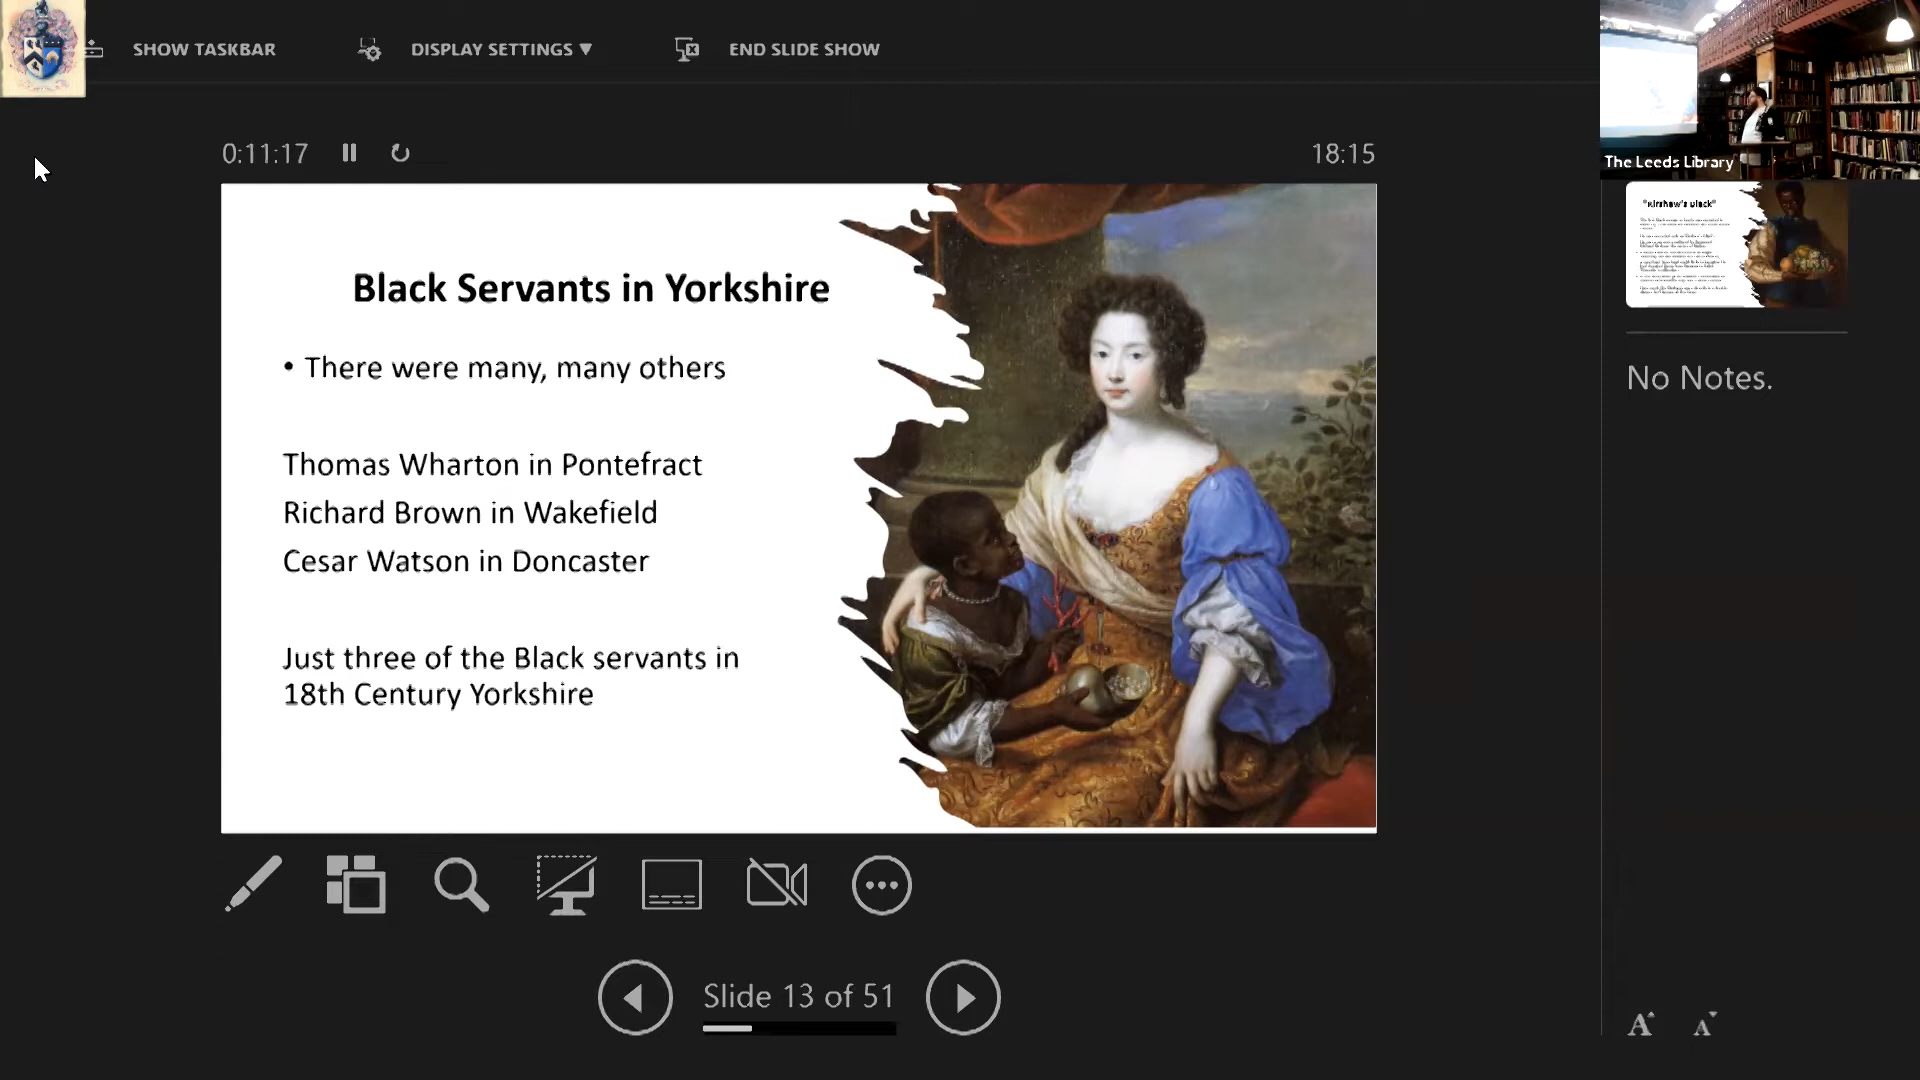 SHOW TASKBAR
DISPLAY SETTINGS ▼
END SLIDE SHOW
The Leeds Library
0:11:17
18:15
Black Servants in Yorkshire
• There were many, many others
Thomas Wharton in Pontefract
Richard Brown in Wakefield
Cesar Watson in Doncaster
Just three of the Black servants in
18th Century Yorkshire
No Notes.
Slide 13 of 51
A A